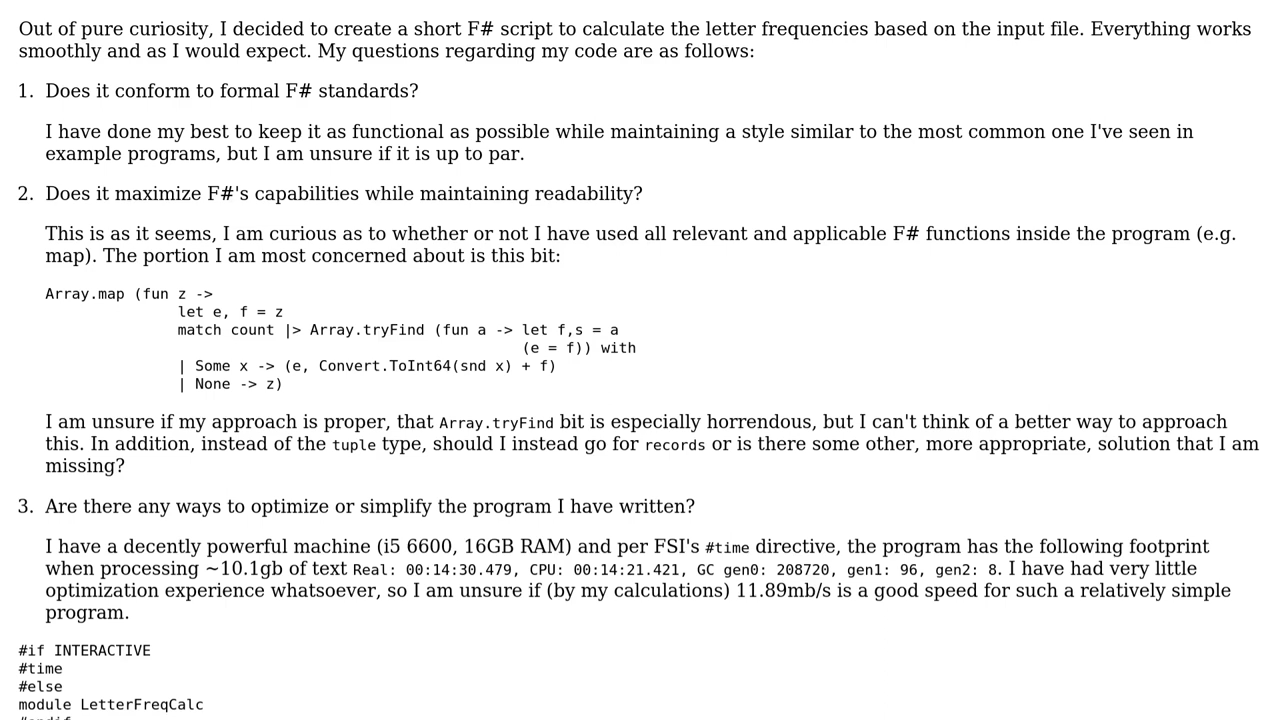 Out of pure curiosity, I decided to create a short F# script to calculate the letter frequencies based on the input file. Everything works
smoothly and as I would expect. My questions regarding my code are as follows:
1. Does it conform to formal F# standards?
I have done my best to keep it as functional as possible while maintaining a style similar to the most common one I've seen in
example programs, but I am unsure if it is up to par.
2. Does it maximize F#'s capabilities while maintaining readability?
This is as it seems, I am curious as to whether or not I have used all relevant and applicable F# functions inside the program (e.g.
map). The portion I am most concerned about is this bit:
Array.map (fun z ->
let e, f = z
match count |> Array.tryFind (fun a -> let f,s = a
(e = f)) with
| Some x -> (e, Convert.ToInt64(snd x) + f)
| None -> z)
I am unsure if my approach is proper, that Array.tryFind bit is especially horrendous, but I can't think of a better way to approach
this. In addition, instead of the tuple type, should I instead go for records or is there some other, more appropriate, solution that I am
missing?
3. Are there any ways to optimize or simplify the program I have written?
I have a decently powerful machine (i5 6600, 16GB RAM) and per FSI's #time directive, the program has the following footprint
when processing ~10.1gb of text Real: 00:14:30.479, CPU: 00:14:21.421, GC gen0: 208720, gen1: 96, gen2: 8. I have had very little
optimization experience whatsoever, so I am unsure if (by my calculations) 11.89mb/s is a good speed for such a relatively simple
program.
#if INTERACTIVE
#time
#else
module LetterFreqCalc